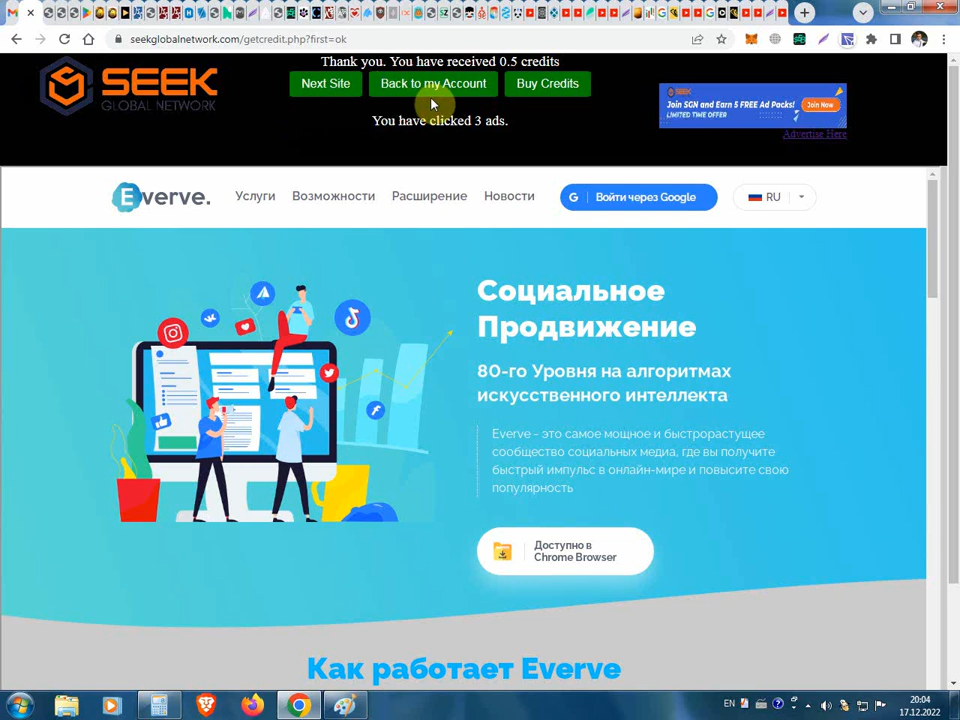 seekglobalnetwork.com/getcredit.php?first=ok
SEEK
GLOBAL NETWORK
Thank you. You have received 0.5 credits
Next Site
Back to my Account
Buy Credits
You have clicked 3 ads.
SEEK
Join SGN and Earn 5 FREE Ad Packs!
LIMITED TIME OFFER
Join Now
Advertise Here
Everve.
Услуги
Возможности
Расширение
Новости
G Войти через Google
RU
Социальное
Продвижение
80-го Уровня на алгоритмах
искусственного интеллекта
Everve - это самое мощное и быстрорастущее
сообщество социальных медиа, где вы получите
быстрый импульс в онлайн-мире и повысите свою
популярность
Доступно в
Chrome Browser
Как работает Everve
EN
20:04
17.12.2022